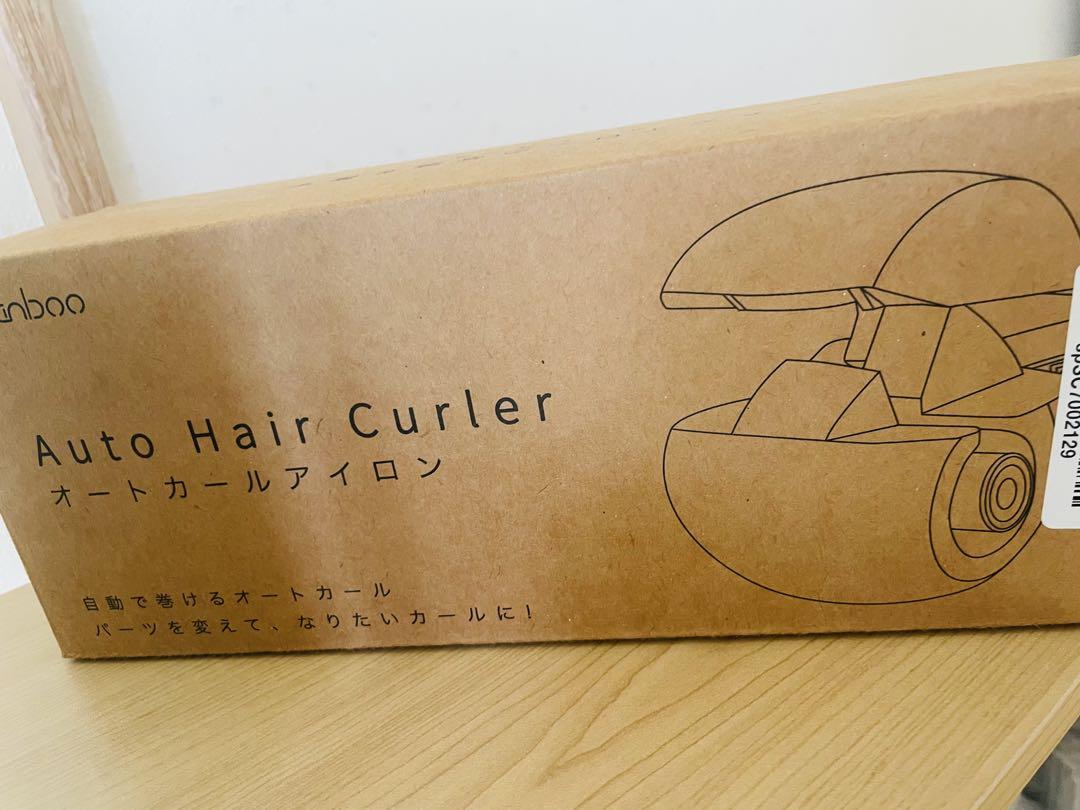 inboo
Auto Hair Curler
オートカールアイロン
自動で巻けるオートカール
パーツを変えて、なりたいカールに!